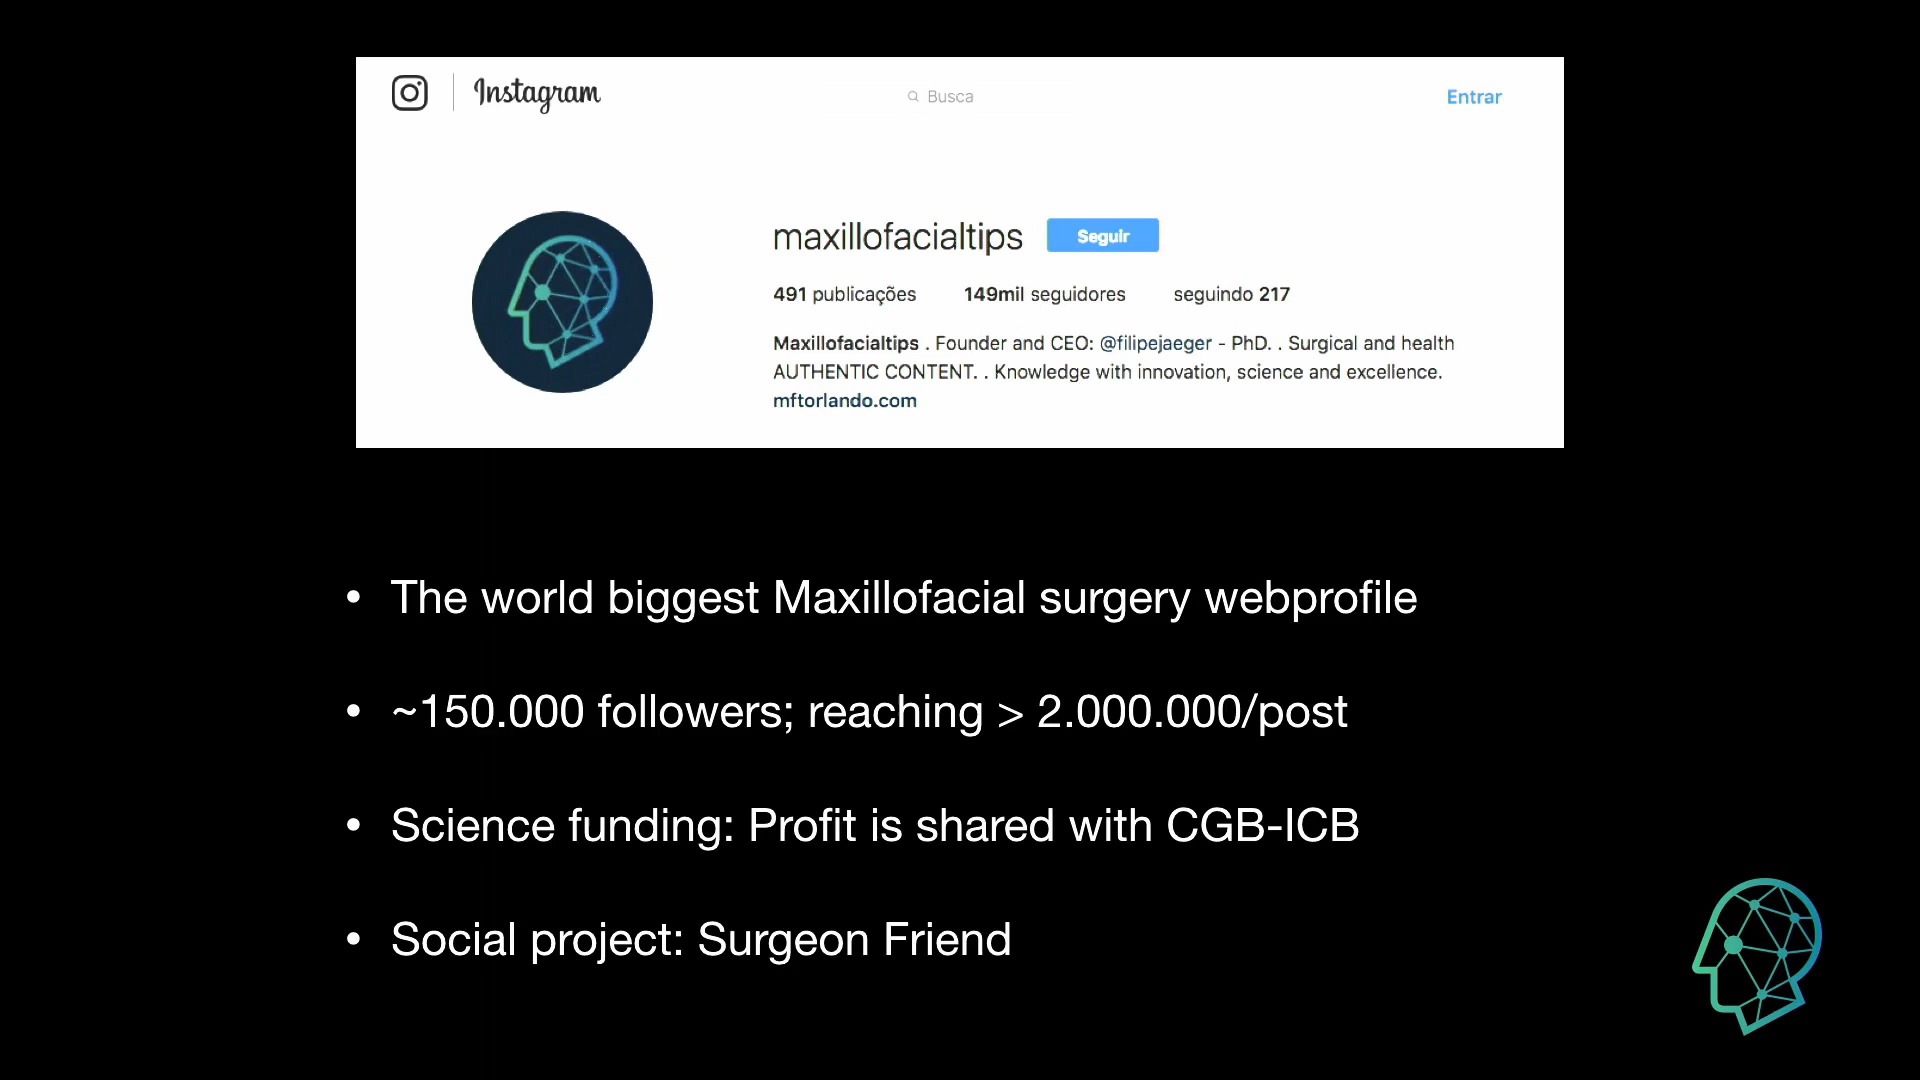 Instagram
Busca
Entrar
maxillofacialtips
Seguir
491 publicações 149mil seguidores seguindo 217
Maxillofacialtips . Founder and CEO: @filipejaeger - PhD. . Surgical and health
AUTHENTIC CONTENT. . Knowledge with innovation, science and excellence.
mftorlando.com
• The world biggest Maxillofacial surgery webprofile
• ~150.000 followers; reaching > 2.000.000/post
• Science funding: Profit is shared with CGB-ICB
• Social project: Surgeon Friend